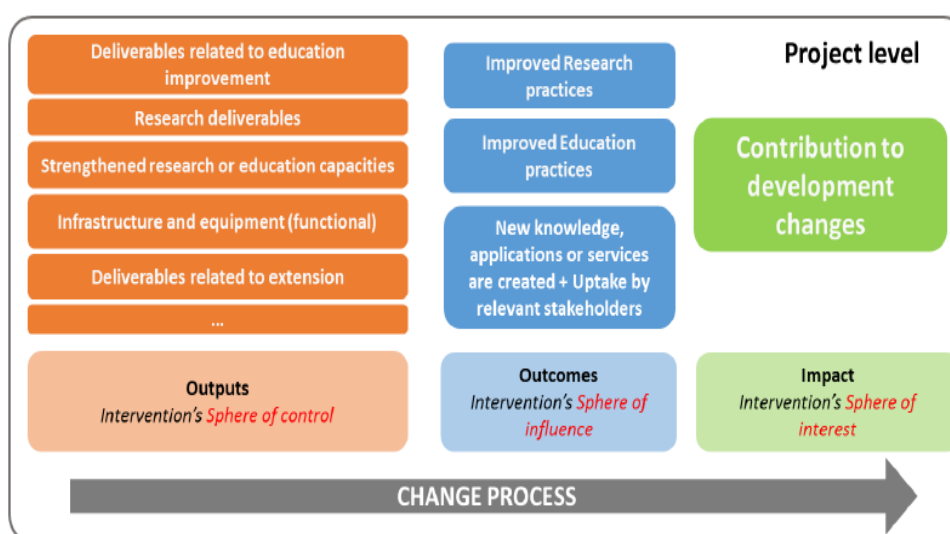 Project level
Deliverables related to education
improvement
Research deliverables
Strengthened research or education capacities
Infrastructure and equipment (functional)
Deliverables related to extension
...
Improved Research
practices
Improved Education
practices
New knowledge,
applications or services
are created + Uptake by
relevant stakeholders
Contribution to
development
changes
Outputs
Intervention's Sphere of control
Outcomes
Intervention's Sphere of
influence
Impact
Intervention's Sphere of
interest
CHANGE PROCESS